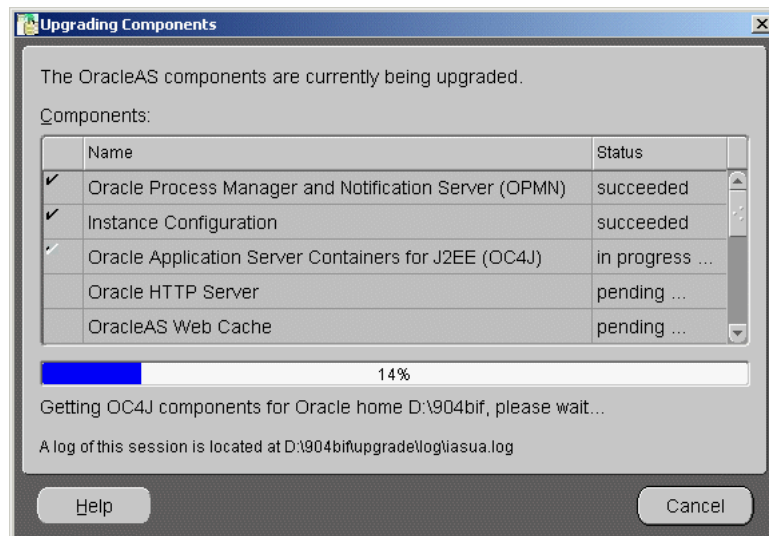 Upgrading Components
The OracleAS components are currently being upgraded.
Components:
Name Status
Oracle Process Manager and Notification Server (OPMN) succeeded
Instance Configuration succeeded
Oracle Application Server Containers for J2EE (OC4J) in progress ...
Oracle HTTP Server pending ...
OracleAS Web Cache pending ...
14%
Getting OC4J components for Oracle home D:\904bif, please wait...
A log of this session is located at D:\904bif\upgrade\log\iasua.log
Help Cancel